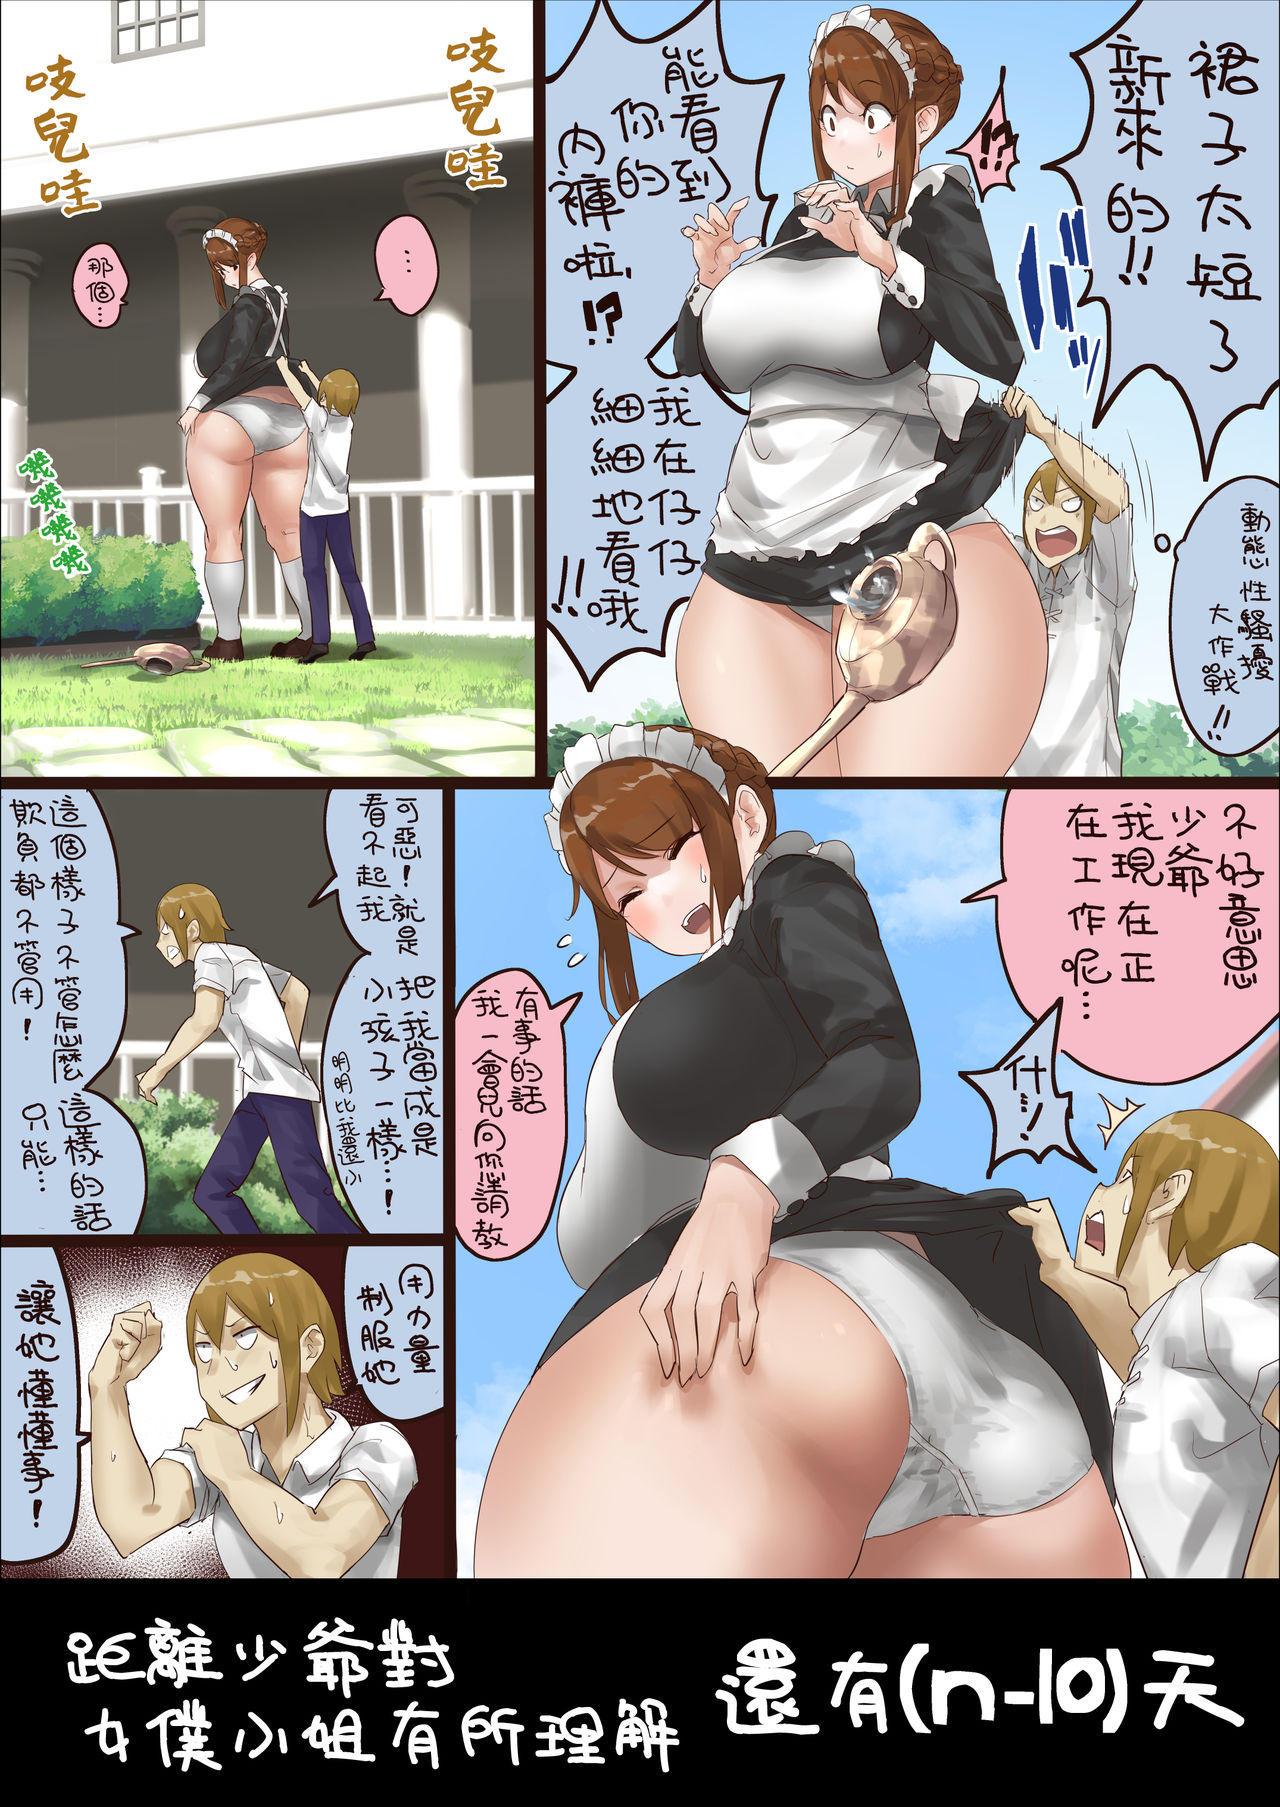 裙子太短了
新來的!!
!?
能看到
你的
內褲啦,
!?
我在仔仔
細細地看哦
!!
動態性騷擾
大作戰!!
吱兒哇
吱兒哇
…
那個…
嘰嘰嘰嘰
不好意思
少爺
我現在正
在工作呢…
什…!
有事的話
我一會兒向您請教
可惡!就是
看不起我
把我當成是
小孩子一樣…!
明明比我還小
這個樣子不管怎麼
欺負都不管用!
這樣的話
只能…
用力量
制服她
讓她懂懂事!
距離少爺對
女僕小姐有所理解
還有(n-10)天